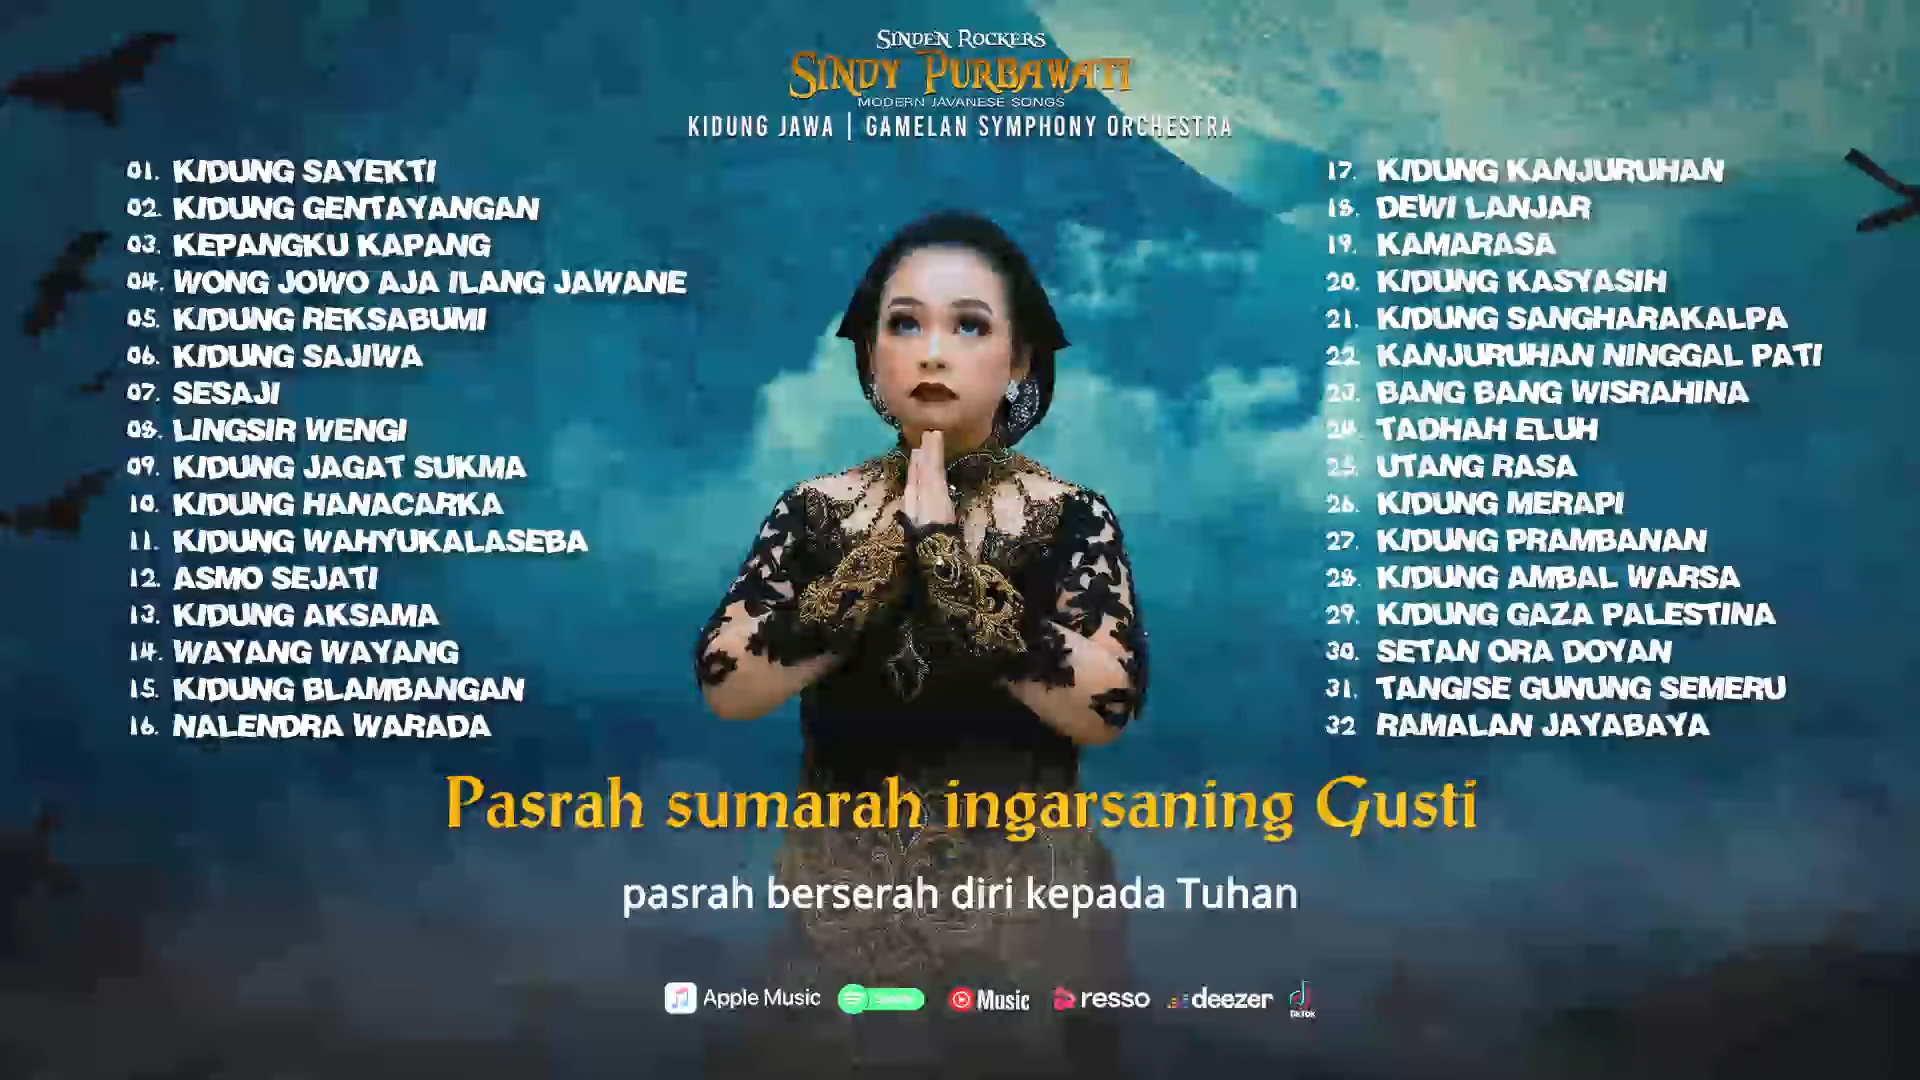 SINDEN ROCKERS
SINDY PURBAWATI
MODERN JAVANESE SONGS
KIDUNG JAWA | GAMELAN SYMPHONY ORCHESTRA
01. KIDUNG SAYEKTI
02. KIDUNG GENTAYANGAN
03. KEPANGKU KAPANG
04. WONG JOWO AJA ILANG JAWANE
05. KIDUNG REKSABUMI
06. KIDUNG SAJIWA
07. SESAJI
08. LINGSIR WENGI
09. KIDUNG JAGAT SUKMA
10. KIDUNG HANACARKA
11. KIDUNG WAHYUKALASEBA
12. ASMO SEJATI
13. KIDUNG AKSAMA
14. WAYANG WAYANG
15. KIDUNG BLAMBANGAN
16. NALENDRA WARADA
17. KIDUNG KANJURUHAN
18. DEWI LANJAR
19. KAMARASA
20. KIDUNG KASYASIH
21. KIDUNG SANGHARAKALPA
22. KANJURUHAN NINGGAL PATI
23. BANG BANG WISRAHINA
24. TADHAH ELUH
25. UTANG RASA
26. KIDUNG MERAPI
27. KIDUNG PRAMBANAN
28. KIDUNG AMBAL WARSA
29. KIDUNG GAZA PALESTINA
30. SETAN ORA DOYAN
31. TANGISE GUNUNG SEMERU
32 RAMALAN JAYABAYA
Pasrah sumarah ingarsaning Gusti
pasrah berserah diri kepada Tuhan
Apple Music Spotify Music resso deezer TikTok